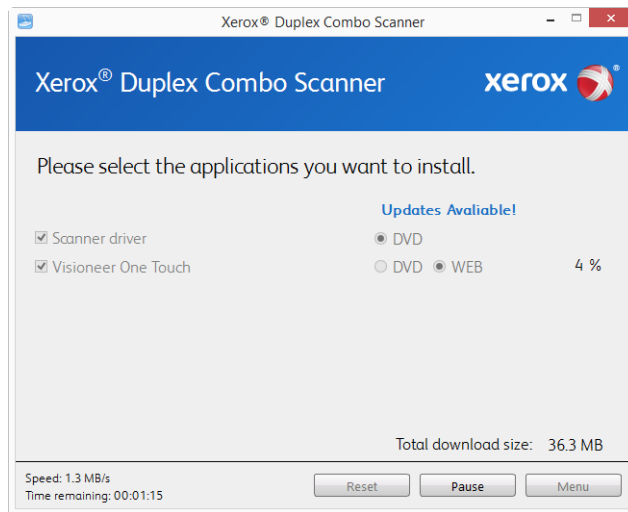 Xerox® Duplex Combo Scanner
Xerox® Duplex Combo Scanner
xerox ®
Please select the applications you want to install.
Updates Avaliable!
Scanner driver DVD
Visioneer One Touch DVD WEB 4 %
Total download size: 36.3 MB
Speed: 1.3 MB/s
Time remaining: 00:01:15
Reset Pause Menu